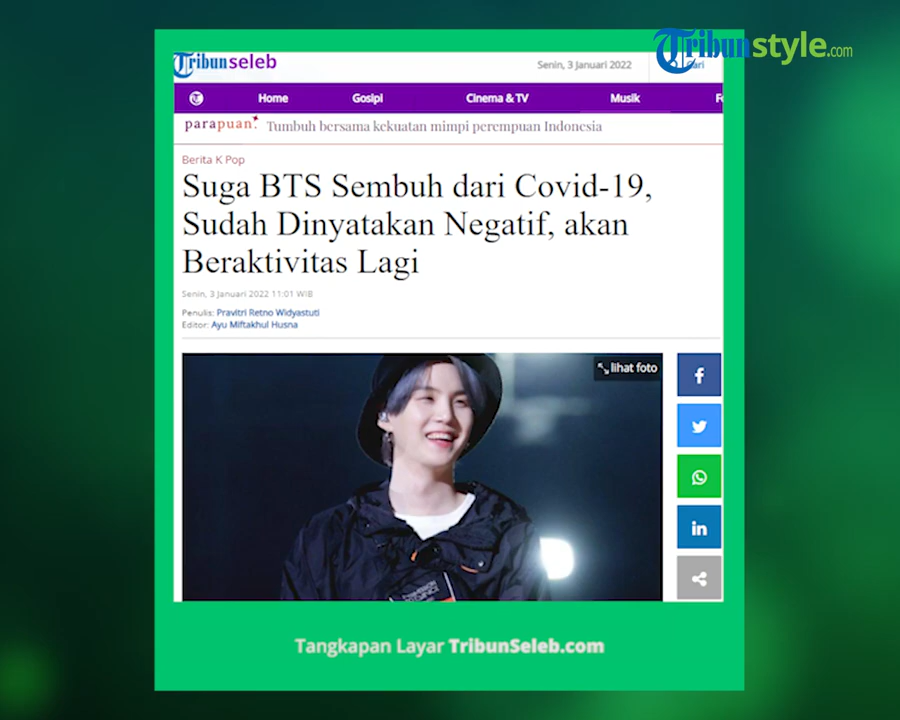 Tribunstyle.com
Tribunseleb
Senin, 3 Januari 2022
Cari
Home Gosipi Cinema & TV Musik
parapuan. Tumbuh bersama kekuatan mimpi perempuan Indonesia
Berita K Pop
Suga BTS Sembuh dari Covid-19,
Sudah Dinyatakan Negatif, akan
Beraktivitas Lagi
Senin, 3 Januari 2022 11:01 WIB
Penulis: Pravitri Retno Widyastuti
Editor: Ayu Miftakhul Husna
lihat foto
Tangkapan Layar TribunSeleb.com